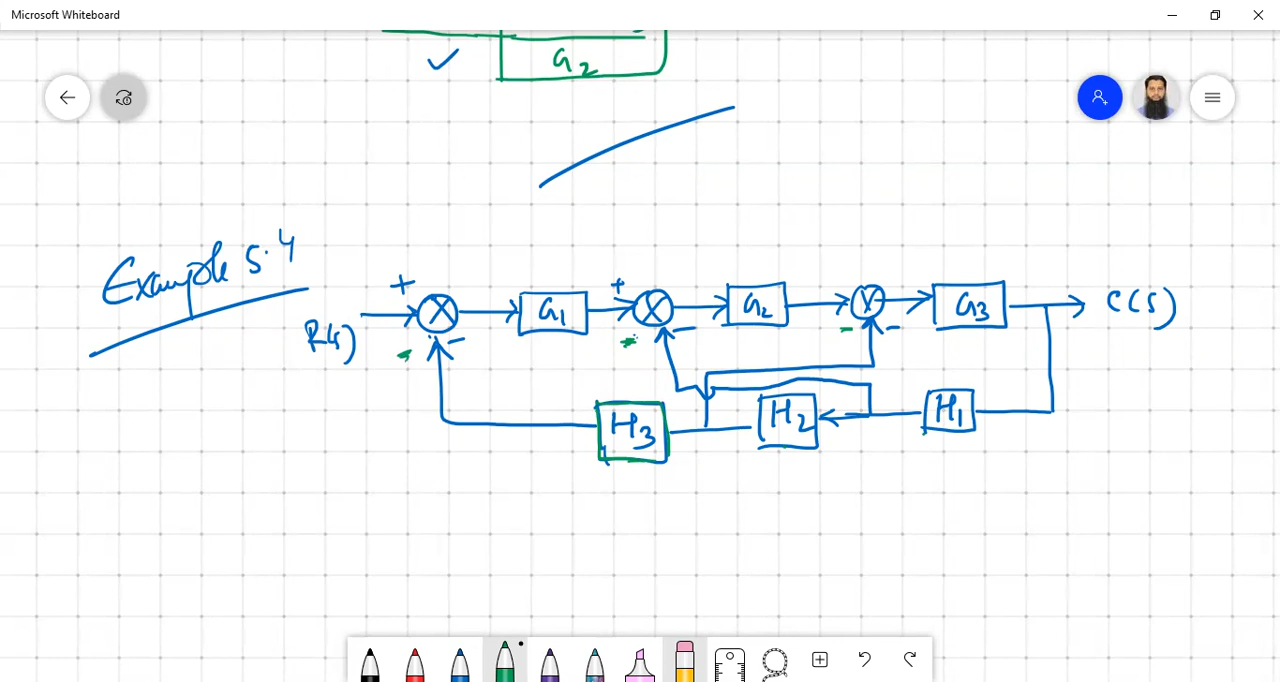 Microsoft Whiteboard
G2
Example 5.4
+ + 
R(s) G1 G2 G3 C(s)
- - - - 
H3 H2 H1